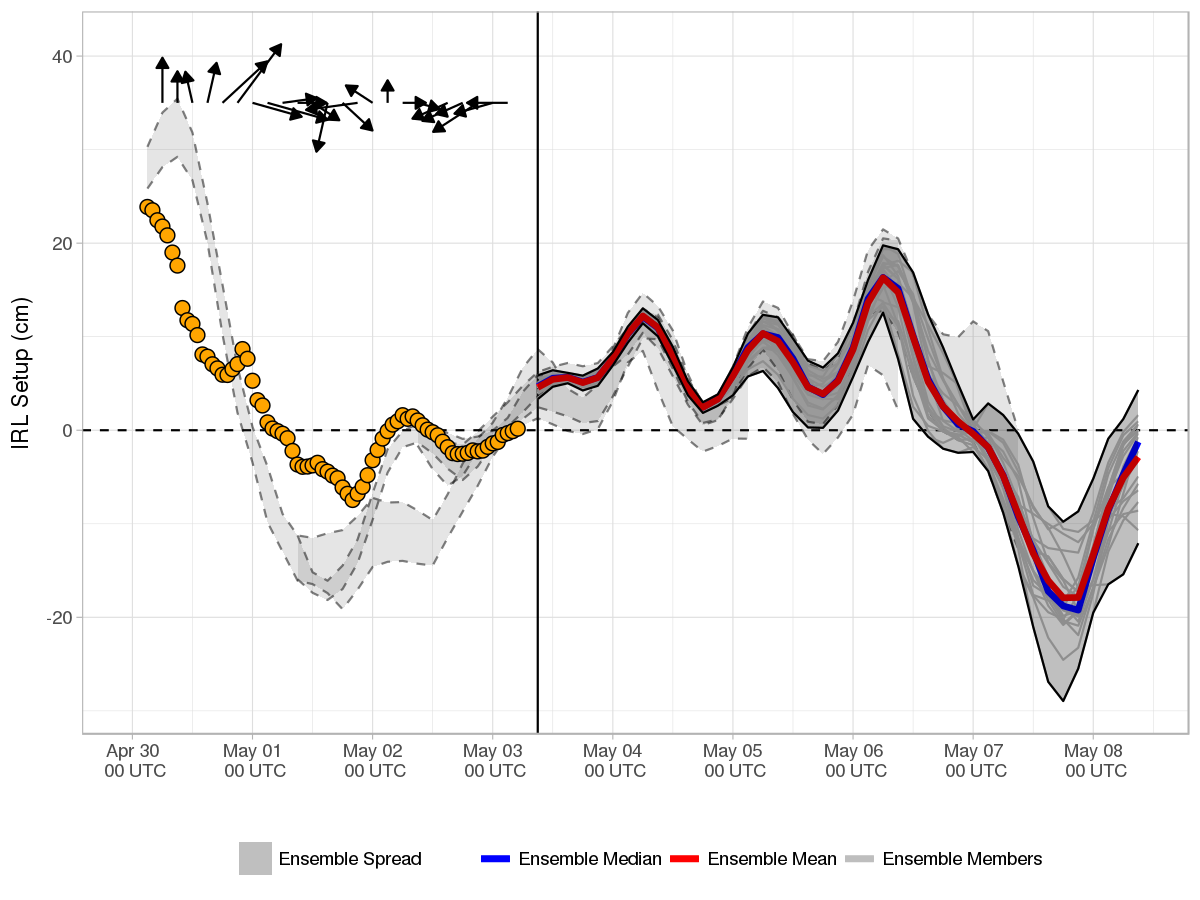 IRL Setup (cm)
40
20
0
-20
Apr 30 May 01 May 02 May 03 May 04 May 05 May 06 May 07 May 08
00 UTC 00 UTC 00 UTC 00 UTC 00 UTC 00 UTC 00 UTC 00 UTC 00 UTC
Ensemble Spread Ensemble Median Ensemble Mean Ensemble Members